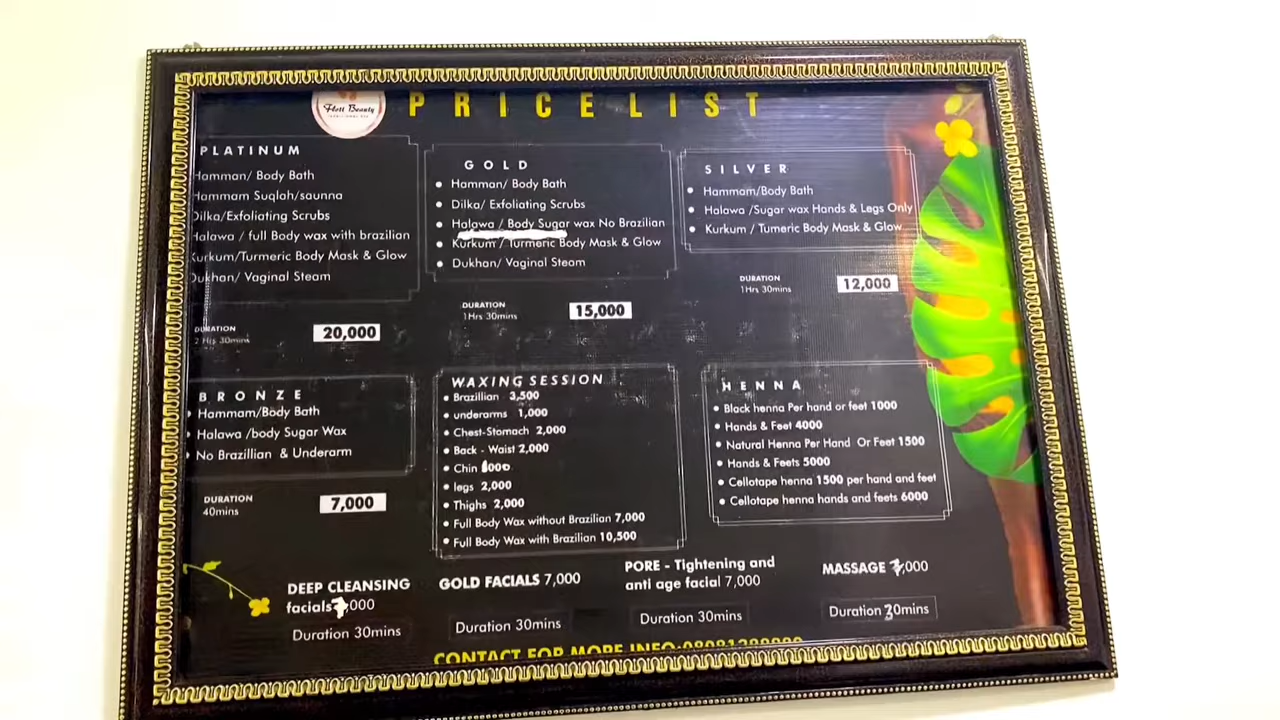 Flott Beauty
PRICE LIST
PLATINUM
Hamman/ Body Bath
Hammam Suqlah/saunna
Dilka/Exfoliating Scrubs
Halawa / full Body wax with brazilian
Kurkum/Turmeric Body Mask & Glow
Dukhan/ Vaginal Steam
DURATION
2 Hrs 30mins
20,000
GOLD
Hamman/ Body Bath
Dilka/ Exfoliating Scrubs
Halawa / Body Sugar wax No Brazilian
Kurkum / Turmeric Body Mask & Glow
Dukhan/ Vaginal Steam
DURATION
1Hrs 30mins
15,000
SILVER
Hammam/Body Bath
Halawa /Sugar wax Hands & Legs Only
Kurkum / Tumeric Body Mask & Glow
DURATION
1Hrs 30mins
12,000
BRONZE
Hammam/Body Bath
Halawa /body Sugar Wax
No Brazillian & Underarm
DURATION
40mins
7,000
WAXING SESSION
Brazillian 3,500
underarms 1,000
Chest-Stomach 2,000
Back - Waist 2,000
Chin
legs 2,000
Thighs 2,000
Full Body Wax without Brazilian 7,000
Full Body Wax with Brazilian 10,500
HENNA
Black henna Per hand or feet 1000
Hands & Feet 4000
Natural Henna Per Hand Or Feet 1500
Hands & Feets 5000
Cellotape henna 1500 per hand and feet
Cellotape henna hands and feets 6000
DEEP CLEANSING
facials 7,000
Duration 30mins
GOLD FACIALS 7,000
Duration 30mins
PORE - Tightening and
anti age facial 7,000
Duration 30mins
MASSAGE 7,000
Duration 30mins
CONTACT FOR MORE INFO: